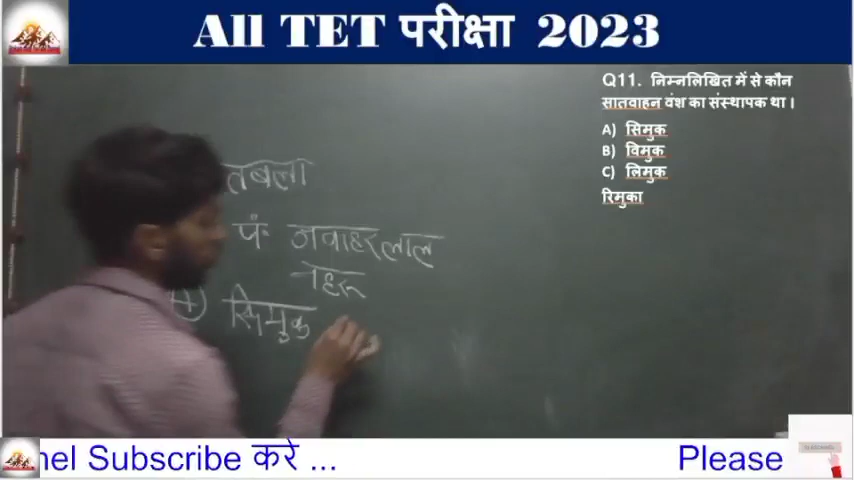 All TET परीक्षा 2023
Q11. निम्नलिखित में से कौन
सातवाहन वंश का संस्थापक था।
A) सिमुक
B) विमुक
C) लिमुक
रिमुका
तबला
पं॰ जवाहरलाल
नेहरू
सिमुक
nel Subscribe करे ... Please